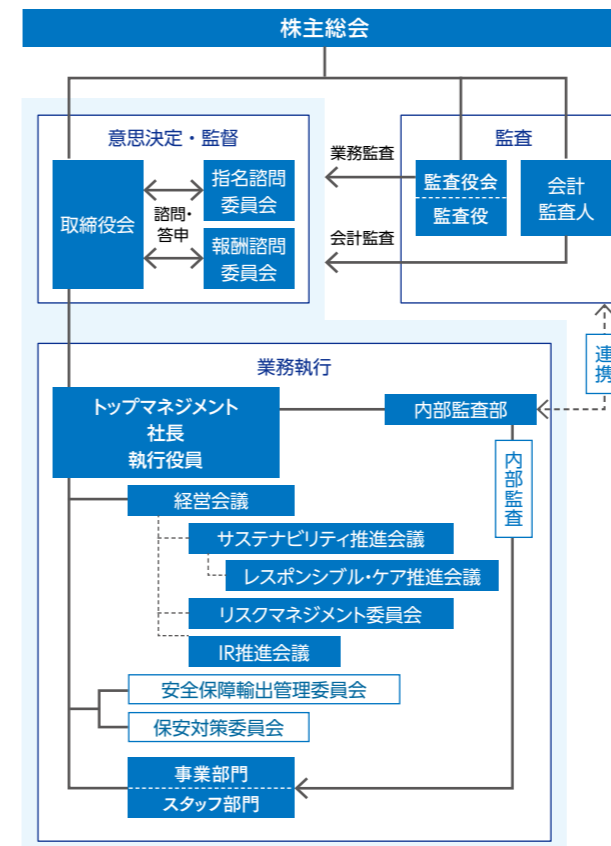 株主総会
意思決定・監督
取締役会
諮問・
答申
指名諮問
委員会
報酬諮問
委員会
業務監査
会計監査
監査
監査役会
監査役
会計
監査人
連携
業務執行
トップマネジメント
社長
執行役員
内部監査部
内部監査
経営会議
サステナビリティ推進会議
レスポンシブル・ケア推進会議
リスクマネジメント委員会
IR推進会議
安全保障輸出管理委員会
保安対策委員会
事業部門
スタッフ部門